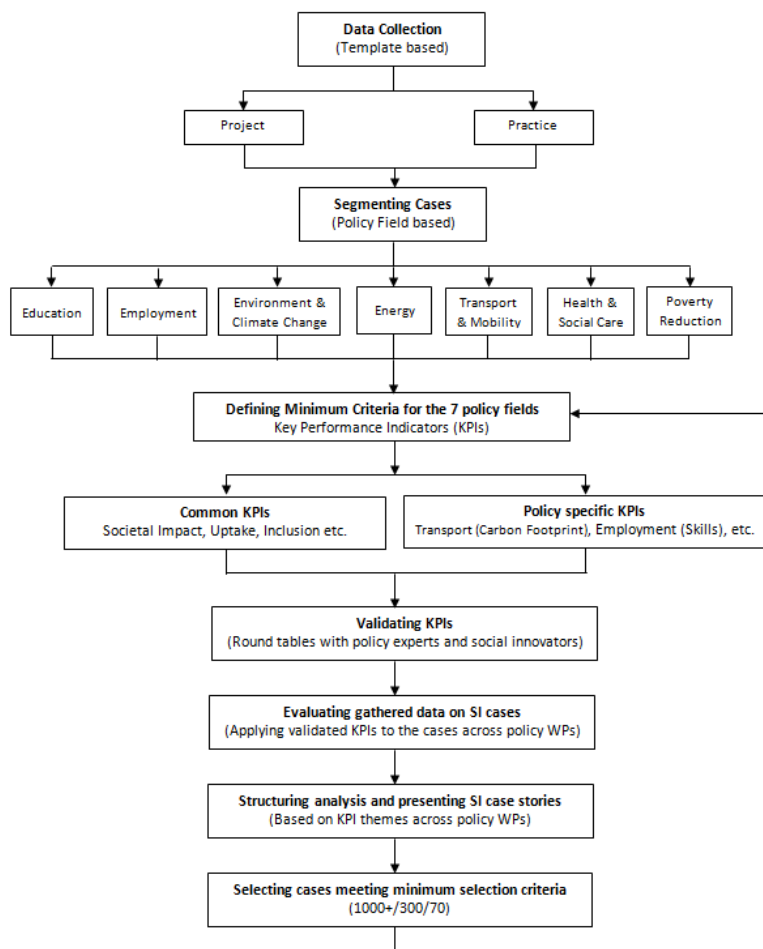 Data Collection
(Template based)
Project
Practice
Segmenting Cases
(Policy Field based)
Education
Employment
Environment &
Climate Change
Energy
Transport
& Mobility
Health &
Social Care
Poverty
Reduction
Defining Minimum Criteria for the 7 policy fields
Key Performance Indicators (KPIs)
Common KPIs
Societal Impact, Uptake, Inclusion etc.
Policy specific KPIs
Transport (Carbon Footprint), Employment (Skills), etc.
Validating KPIs
(Round tables with policy experts and social innovators)
Evaluating gathered data on SI cases
(Applying validated KPIs to the cases across policy WPs)
Structuring analysis and presenting SI case stories
(Based on KPI themes across policy WPs)
Selecting cases meeting minimum selection criteria
(1000+/300/70)